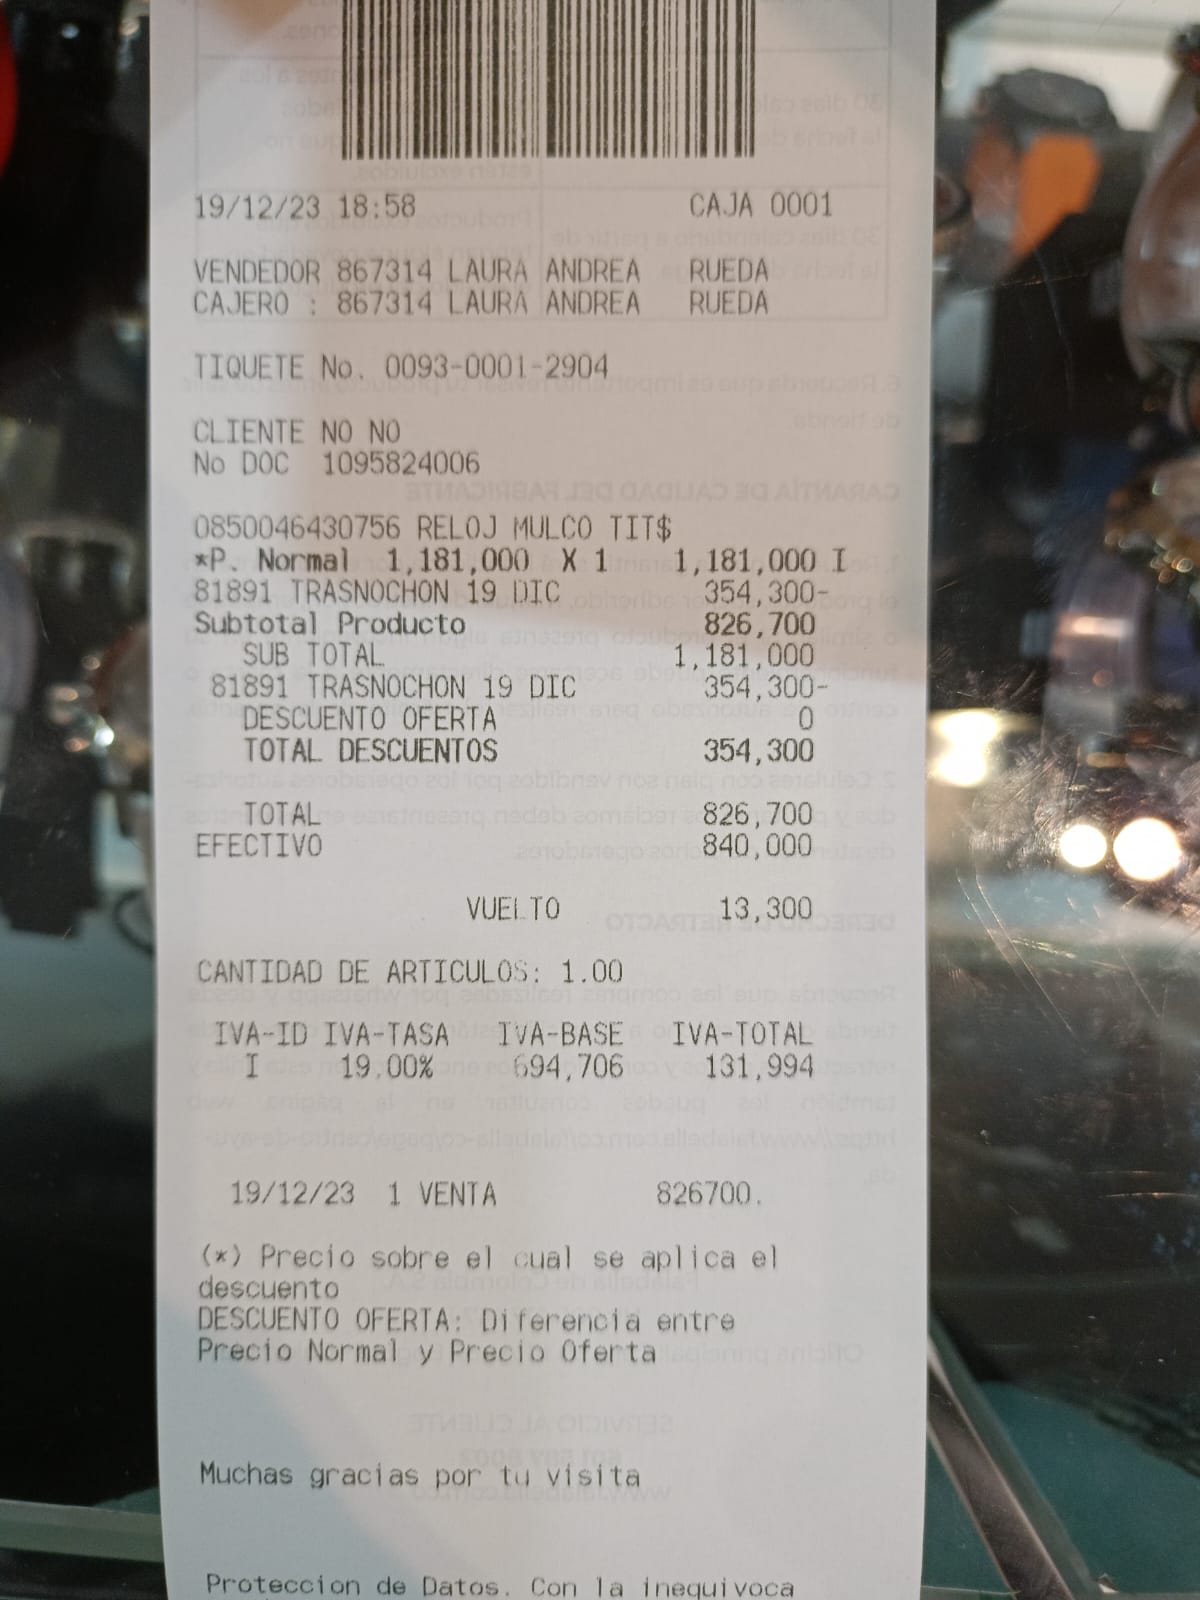 19/12/23 18:58 CAJA 0001
VENDEDOR 867314 LAURA ANDREA RUEDA
CAJERO : 867314 LAURA ANDREA RUEDA
TIQUETE No. 0093-0001-2904
CLIENTE NO NO
No DOC 1095824006
0850046430756 RELOJ MULCO TIT$
*P. Normal 1,181,000 X 1 1,181,000 I
81891 TRASNOCHON 19 DIC 354,300-
Subtotal Producto 826,700
SUB TOTAL 1,181,000
81891 TRASNOCHON 19 DIC 354,300-
DESCUENTO OFERTA 0
TOTAL DESCUENTOS 354,300
TOTAL 826,700
EFECTIVO 840,000
VUELTO 13,300
CANTIDAD DE ARTICULOS: 1.00
IVA-ID IVA-TASA IVA-BASE IVA-TOTAL
I 19.00% 694,706 131,994
19/12/23 1 VENTA 826700.
(*) Precio sobre el cual se aplica el
descuento
DESCUENTO OFERTA: Diferencia entre
Precio Normal y Precio Oferta
Muchas gracias por tu visita
Proteccion de Datos. Con la inequivoca